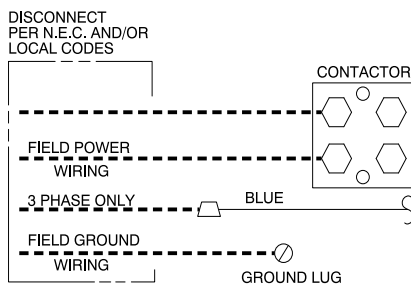 DISCONNECT
PER N.E.C. AND/OR
LOCAL CODES
CONTACTOR
FIELD POWER
WIRING
3 PHASE ONLY
BLUE
FIELD GROUND
WIRING
GROUND LUG